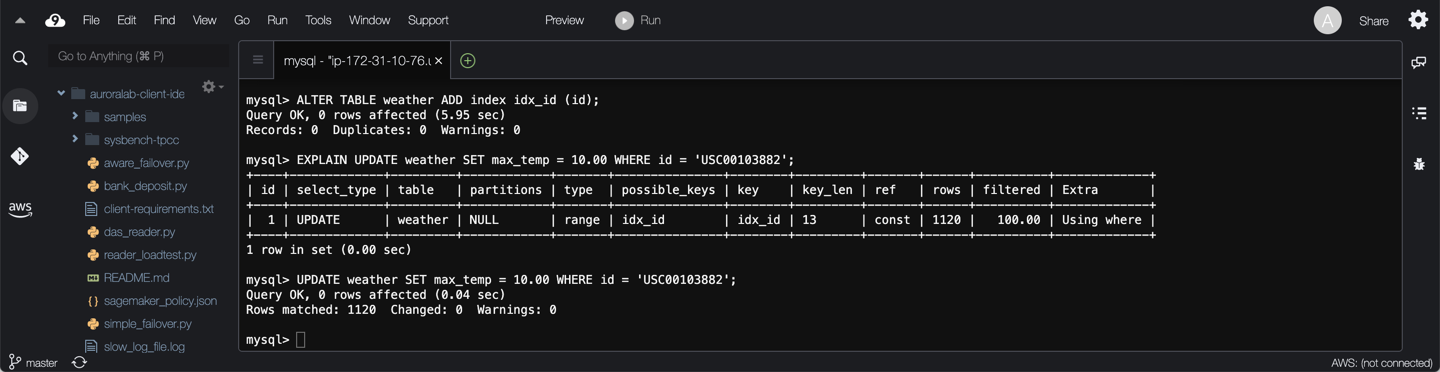 9 File Edit Find View Go Run Tools Window Support Preview Run A Share
Go to Anything (⌘ P)
mysql - "ip-172-31-10-76.u ×
auroralab-client-ide
samples
sysbench-tpcc
aware_failover.py
bank_deposit.py
client-requirements.txt
das_reader.py
reader_loadtest.py
README.md
sagemaker_policy.json
simple_failover.py
slow_log_file.log
aws
mysql> ALTER TABLE weather ADD index idx_id (id);
Query OK, 0 rows affected (5.95 sec)
Records: 0  Duplicates: 0  Warnings: 0
mysql> EXPLAIN UPDATE weather SET max_temp = 10.00 WHERE id = 'USC00103882';
+----+-------------+---------+------------+-------+---------------+--------+---------+-------+------+----------+-------------+
| id | select_type | table   | partitions | type  | possible_keys | key    | key_len | ref   | rows | filtered | Extra       |
+----+-------------+---------+------------+-------+---------------+--------+---------+-------+------+----------+-------------+
|  1 | UPDATE      | weather | NULL       | range | idx_id        | idx_id | 13      | const | 1120 |   100.00 | Using where |
+----+-------------+---------+------------+-------+---------------+--------+---------+-------+------+----------+-------------+
1 row in set (0.00 sec)
mysql> UPDATE weather SET max_temp = 10.00 WHERE id = 'USC00103882';
Query OK, 0 rows affected (0.04 sec)
Rows matched: 1120  Changed: 0  Warnings: 0
mysql>
master
AWS: (not connected)